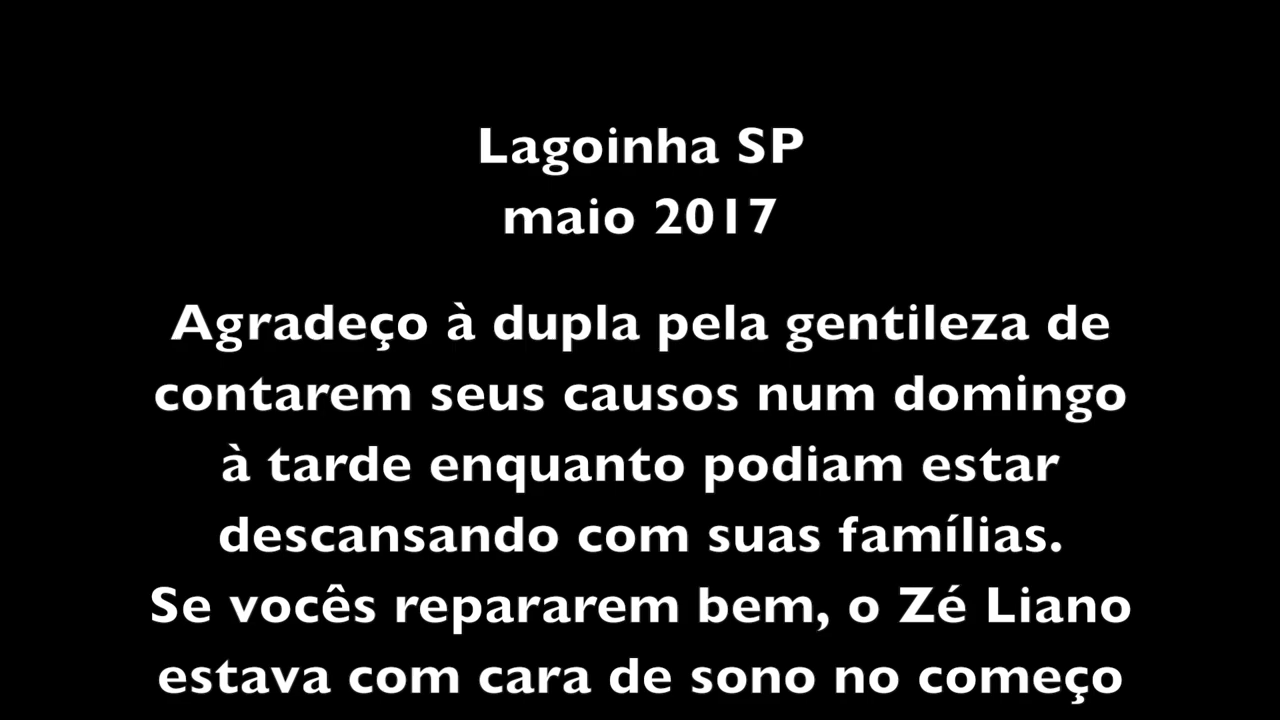 Lagoinha SP
maio 2017
Agradeço à dupla pela gentileza de
contarem seus causos num domingo
à tarde enquanto podiam estar
descansando com suas famílias.
Se vocês repararem bem, o Zé Liano
estava com cara de sono no começo